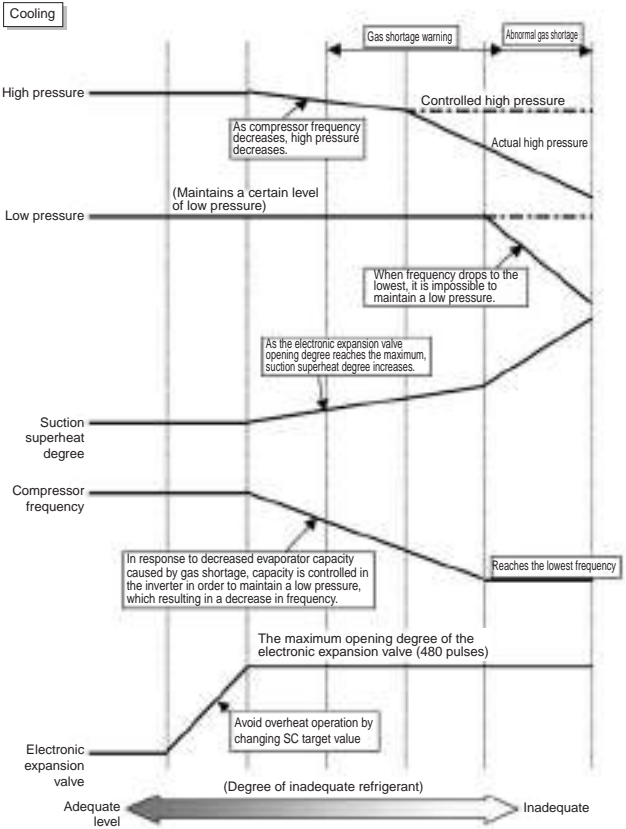 Cooling
Gas shortage warning
Abnormal gas shortage
High pressure
Controlled high pressure
As compressor frequency
decreases, high pressure
decreases.
Actual high pressure
(Maintains a certain level
of low pressure)
Low pressure
When frequency drops to the
lowest, it is impossible to
maintain a low pressure.
As the electronic expansion valve
opening degree reaches the maximum,
suction superheat degree increases.
Suction
superheat
degree
Compressor
frequency
In response to decreased evaporator capacity
caused by gas shortage, capacity is controlled in
the inverter in order to maintain a low pressure,
which resulting in a decrease in frequency.
Reaches the lowest frequency
The maximum opening degree of the
electronic expansion valve (480 pulses)
Avoid overheat operation by
changing SC target value
Electronic
expansion
valve
(Degree of inadequate refrigerant)
Adequate
level
Inadequate